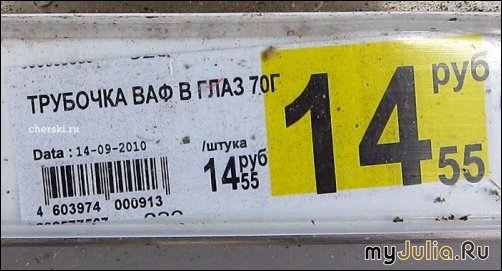 ТРУБОЧКА ВАФ В ГЛАЗ 70Г
cherski.ru
Data : 14-09-2010
/штука
14 руб 55
4 603974 000913
14 руб 55
myJulia.Ru